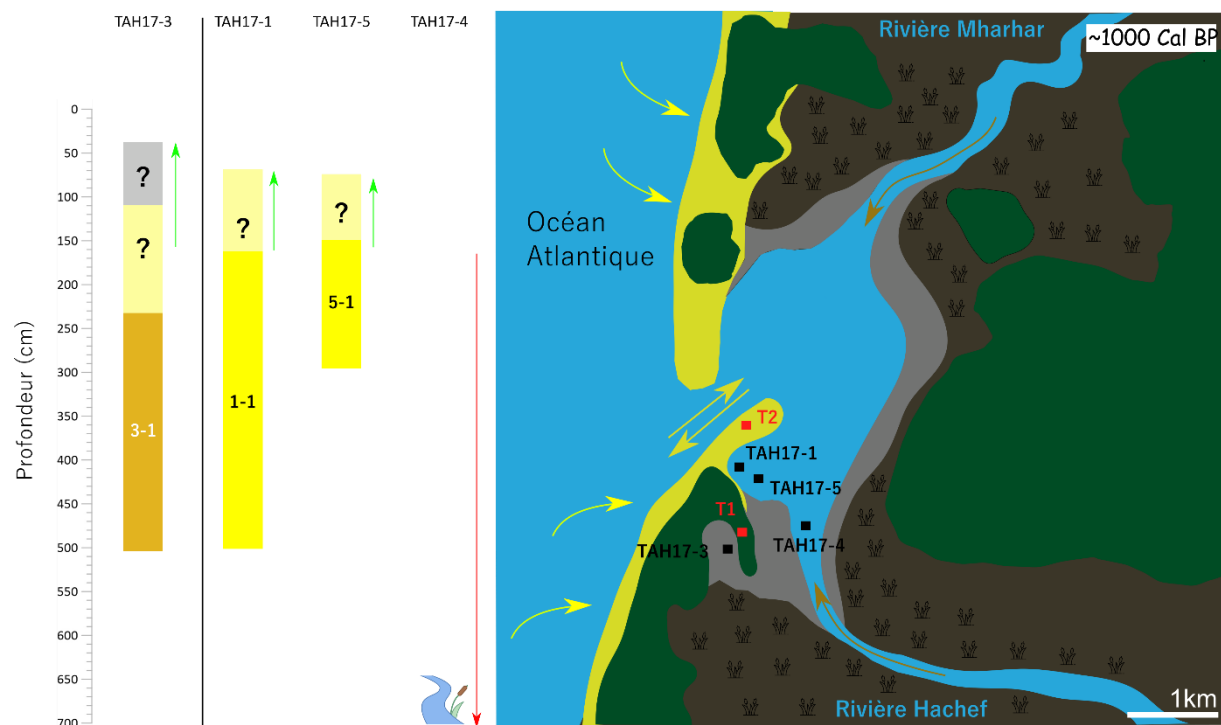 TAH17-3
TAH17-1
TAH17-5
TAH17-4
Profondeur (cm)
0
50
100
150
200
250
300
350
400
450
500
550
600
650
700
?
?
3-1
?
1-1
?
5-1
Rivière Mharhar
~1000 Cal BP
Océan
Atlantique
T2
TAH17-1
TAH17-5
T1
TAH17-3
TAH17-4
Rivière Hachef
1km